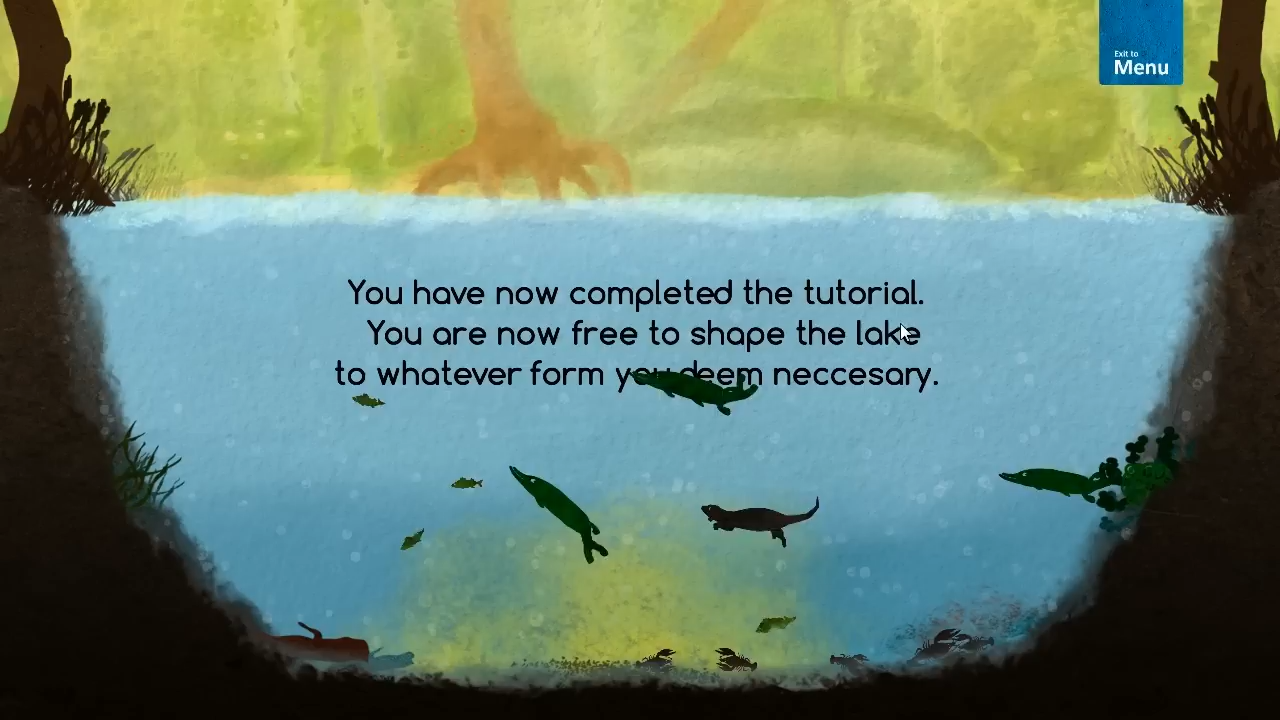 Exit to
Menu
You have now completed the tutorial.
You are now free to shape the lake
to whatever form you deem neccesary.